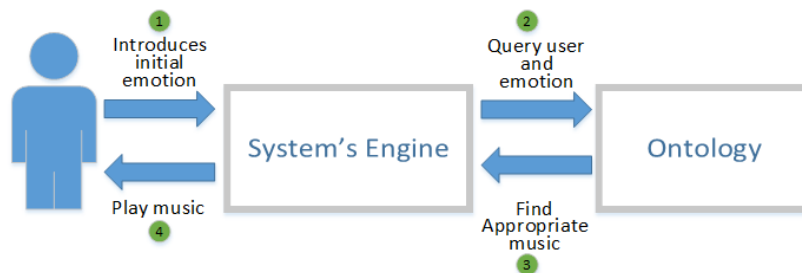 1
Introduces
initial
emotion
2
Query user
and
emotion
System's Engine
Ontology
Play music
4
Find
Appropriate
music
3